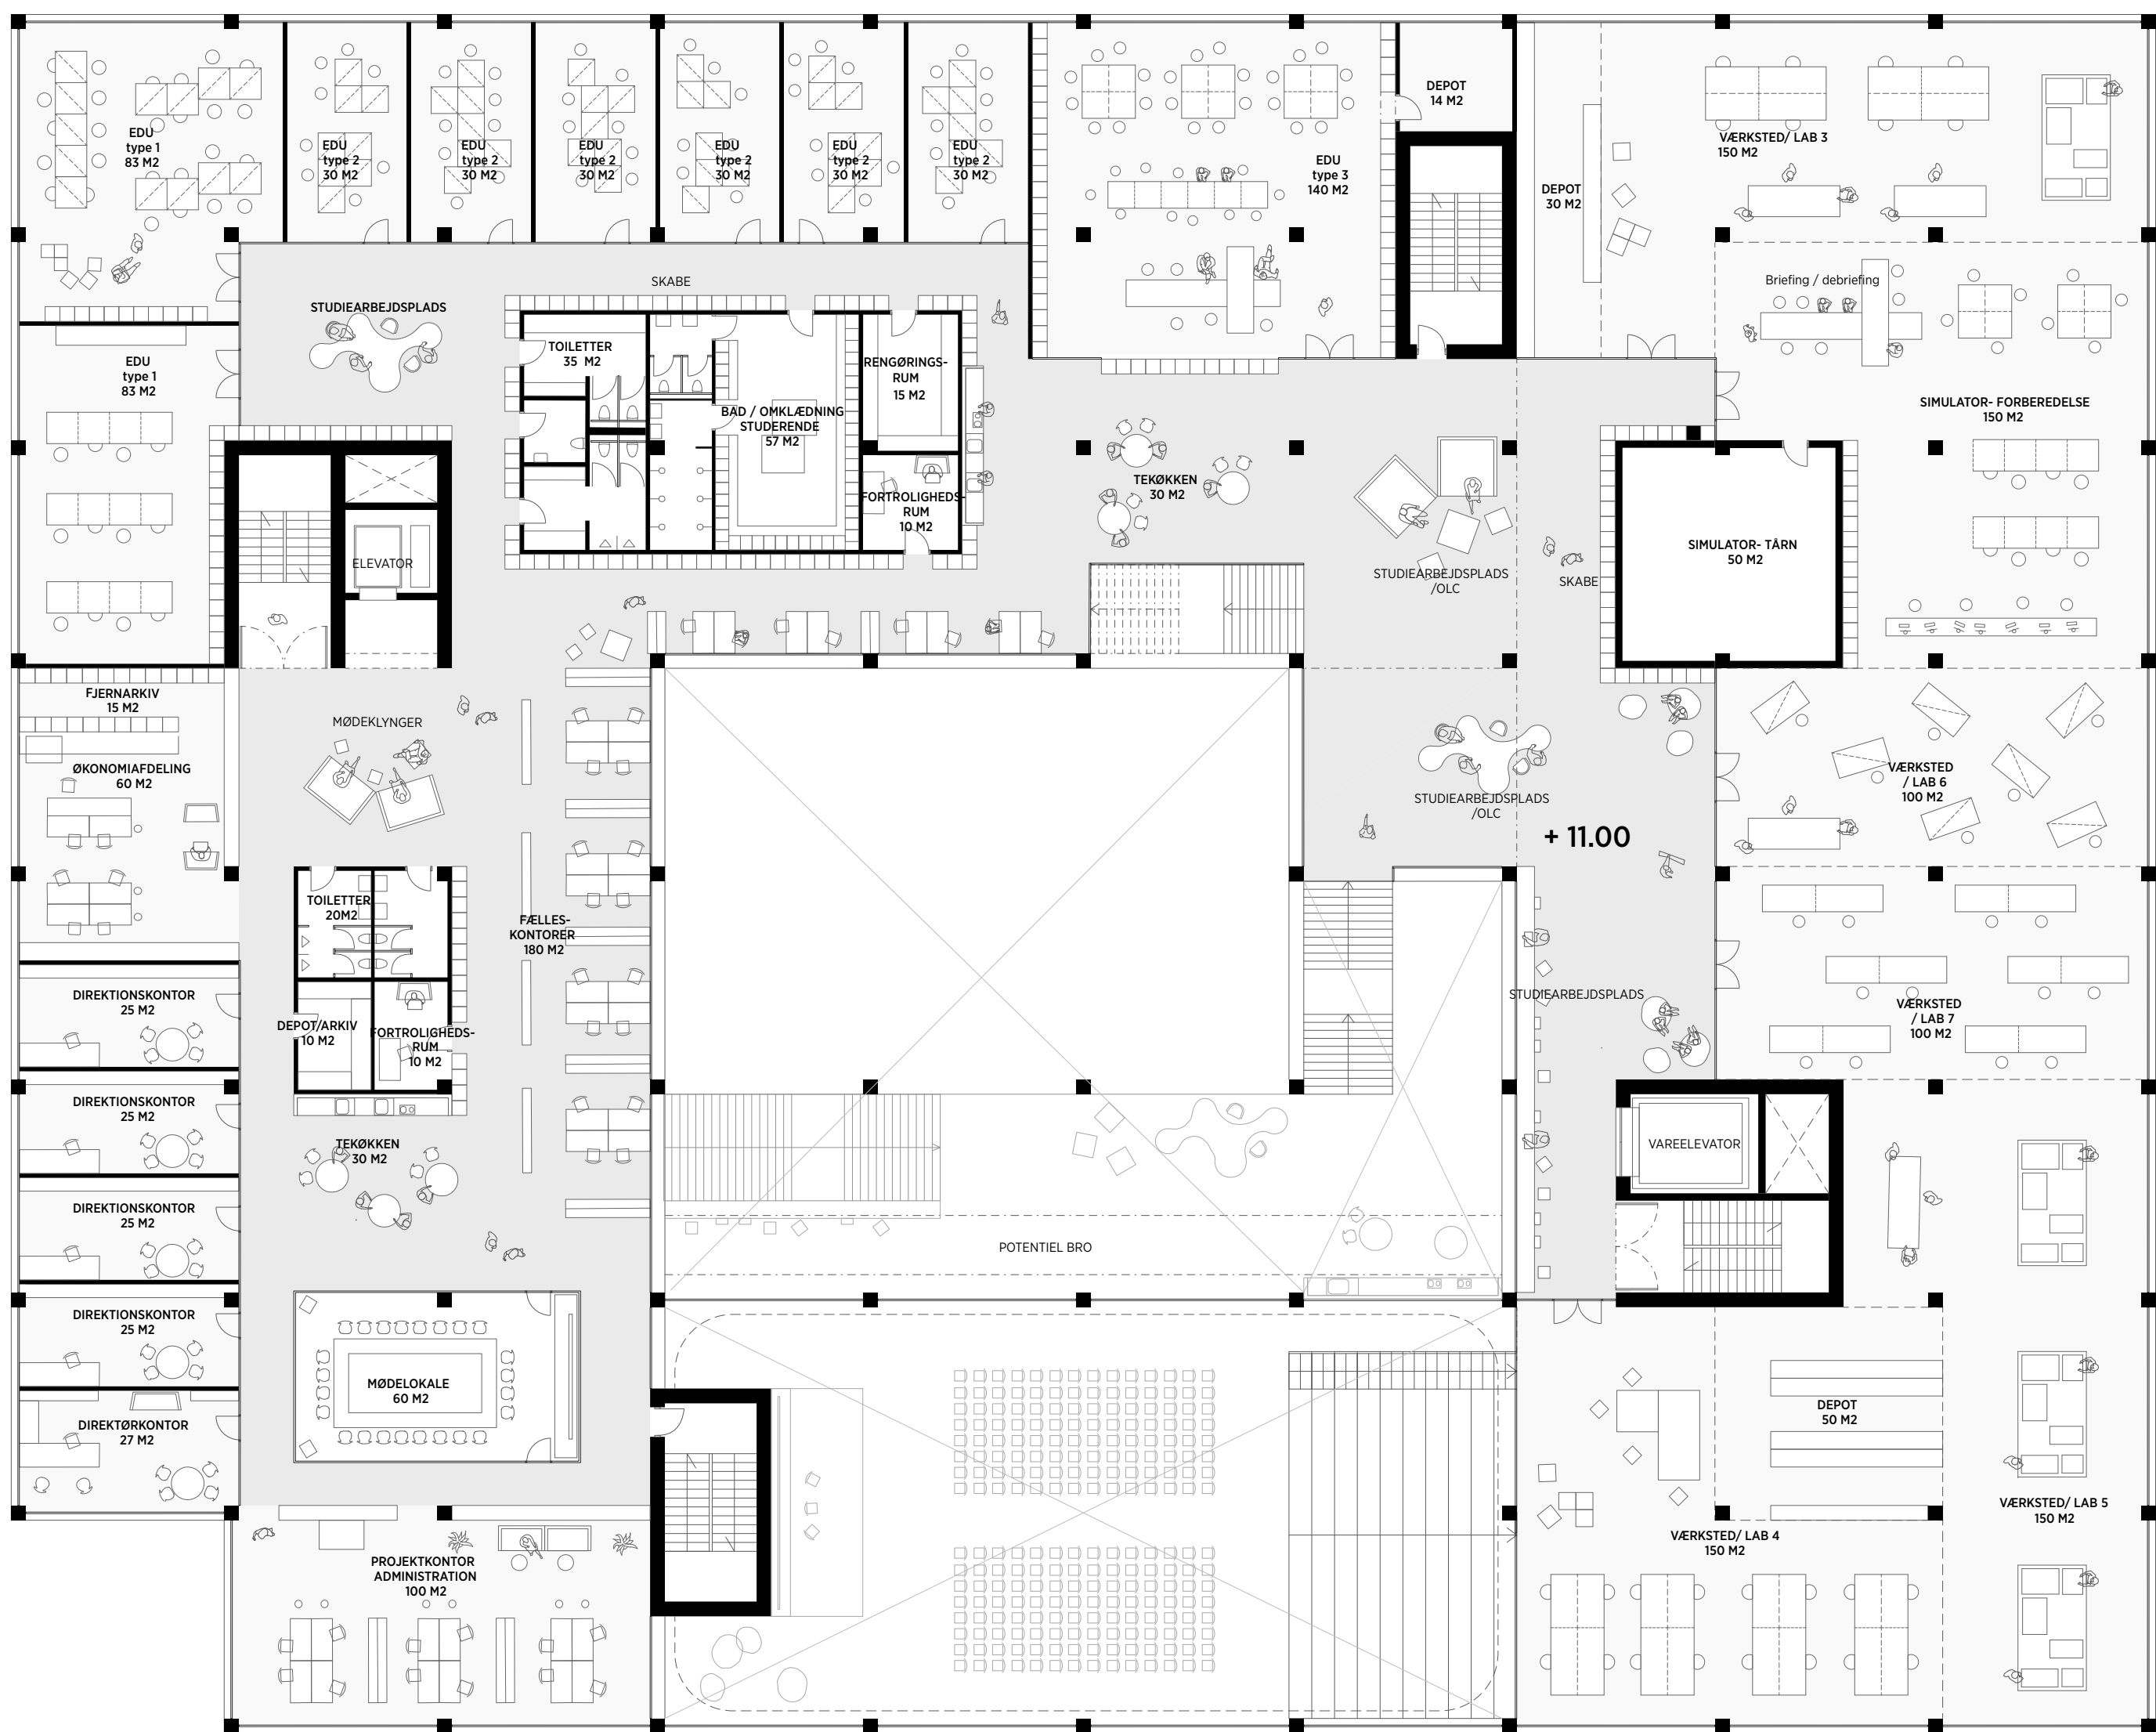 EDU
type 1
83 M2
EDU
type 2
30 M2
EDU
type 2
30 M2
EDU
type 2
30 M2
EDU
type 2
30 M2
EDU
type 2
30 M2
EDU
type 2
30 M2
EDU
type 3
140 M2
DEPOT
14 M2
DEPOT
30 M2
VÆRKSTED/ LAB 3
150 M2
Briefing / debriefing
SKABE
STUDIEARBEJDSPLADS
EDU
type 1
83 M2
TOILETTER
35 M2
BAD / OMKLÆDNING
STUDERENDE
57 M2
RENGØRINGS-
RUM
15 M2
FORTROLIGHEDS-
RUM
10 M2
TEKØKKEN
30 M2
SIMULATOR- FORBEREDELSE
150 M2
SIMULATOR- TÅRN
50 M2
ELEVATOR
STUDIEARBEJDSPLADS
/OLC
SKABE
FJERNARKIV
15 M2
MØDEKLYNGER
ØKONOMIAFDELING
60 M2
STUDIEARBEJDSPLADS
/OLC
+ 11.00
VÆRKSTED
/ LAB 6
100 M2
TOILETTER
20M2
FÆLLES-
KONTORER
180 M2
DIREKTIONSKONTOR
25 M2
DEPOT/ARKIV
10 M2
FORTROLIGHEDS-
RUM
10 M2
STUDIEARBEJDSPLADS
VÆRKSTED
/ LAB 7
100 M2
DIREKTIONSKONTOR
25 M2
TEKØKKEN
30 M2
VAREELEVATOR
DIREKTIONSKONTOR
25 M2
POTENTIEL BRO
DIREKTIONSKONTOR
25 M2
MØDELOKALE
60 M2
DIREKTØRKONTOR
27 M2
DEPOT
50 M2
VÆRKSTED/ LAB 5
150 M2
VÆRKSTED/ LAB 4
150 M2
PROJEKTKONTOR
ADMINISTRATION
100 M2